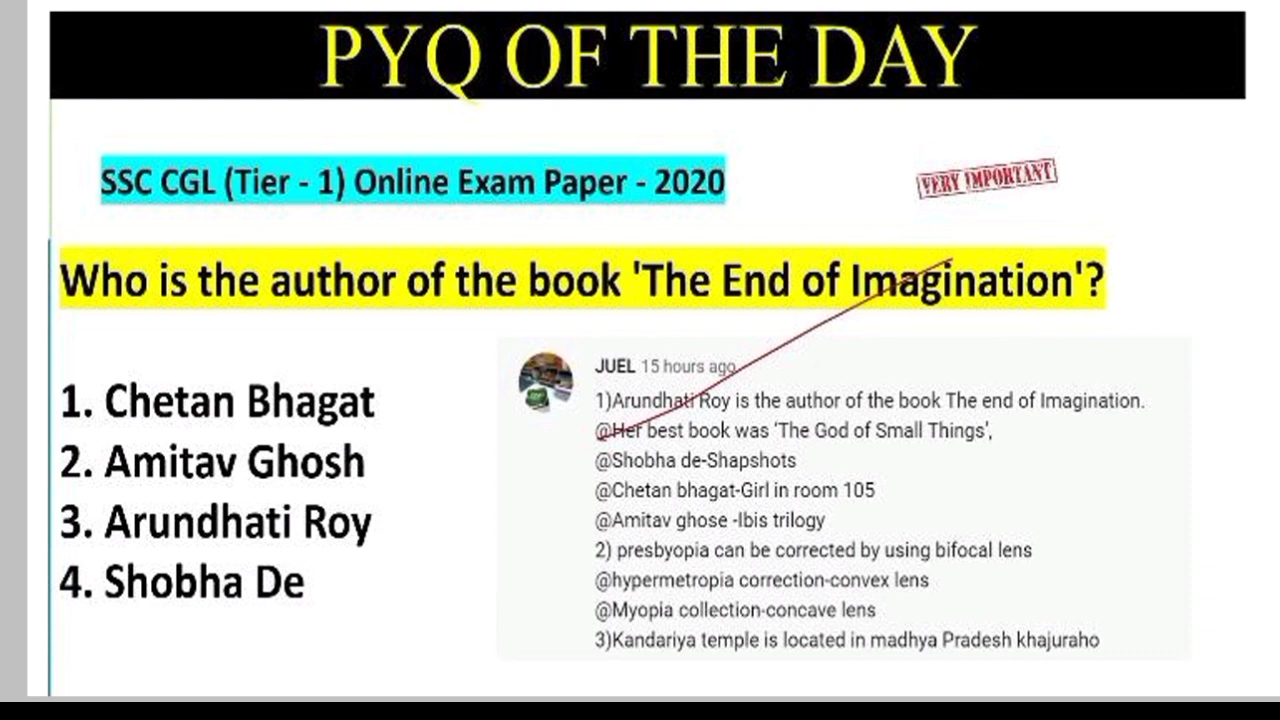 PYQ OF THE DAY
SSC CGL (Tier - 1) Online Exam Paper - 2020
VERY IMPORTANT
Who is the author of the book 'The End of Imagination'?
1. Chetan Bhagat
2. Amitav Ghosh
3. Arundhati Roy
4. Shobha De
JUEL 15 hours ago
1)Arundhati Roy is the author of the book The end of Imagination.
@Her best book was ‘The God of Small Things’,
@Shobha de-Shapshots
@Chetan bhagat-Girl in room 105
@Amitav ghose -Ibis trilogy
2) presbyopia can be corrected by using bifocal lens
@hypermetropia correction-convex lens
@Myopia collection-concave lens
3)Kandariya temple is located in madhya Pradesh khajuraho